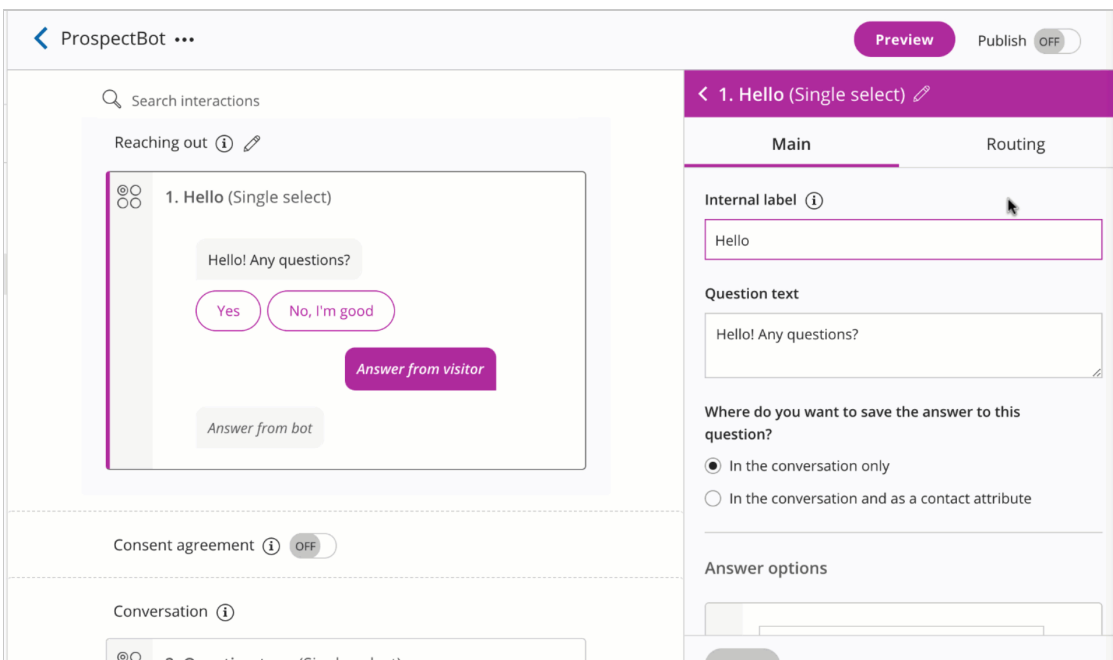 ProspectBot
Preview
Publish OFF
Search interactions
Reaching out
1. Hello (Single select)
Hello! Any questions?
Yes
No, I'm good
Answer from visitor
Answer from bot
Consent agreement OFF
Conversation
1. Hello (Single select)
Main
Routing
Internal label
Hello
Question text
Hello! Any questions?
Where do you want to save the answer to this
question?
In the conversation only
In the conversation and as a contact attribute
Answer options